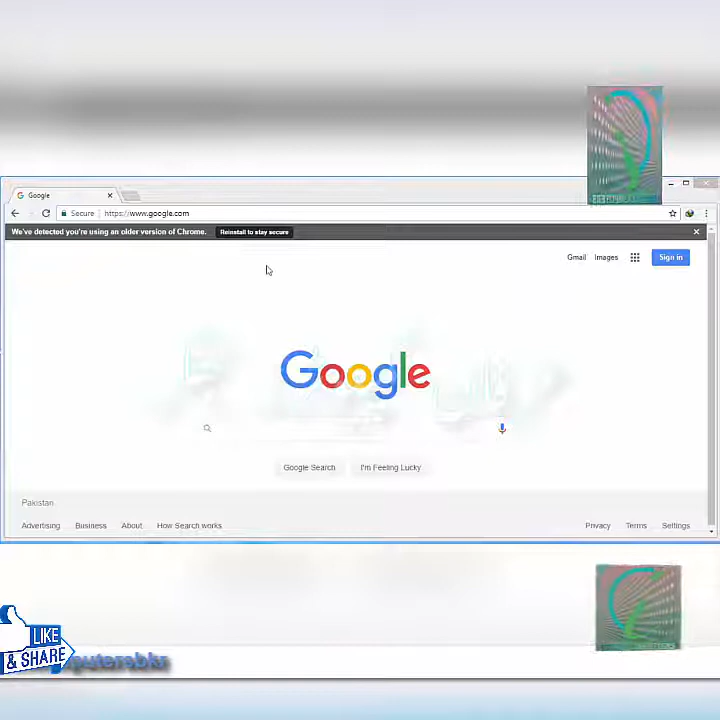 Google
Secure https://www.google.com
We've detected you're using an older version of Chrome. Reinstall to stay secure
Gmail Images Sign in
Google
Google Search I'm Feeling Lucky
Pakistan
Advertising Business About How Search works Privacy Terms Settings
LIKE
& SHARE